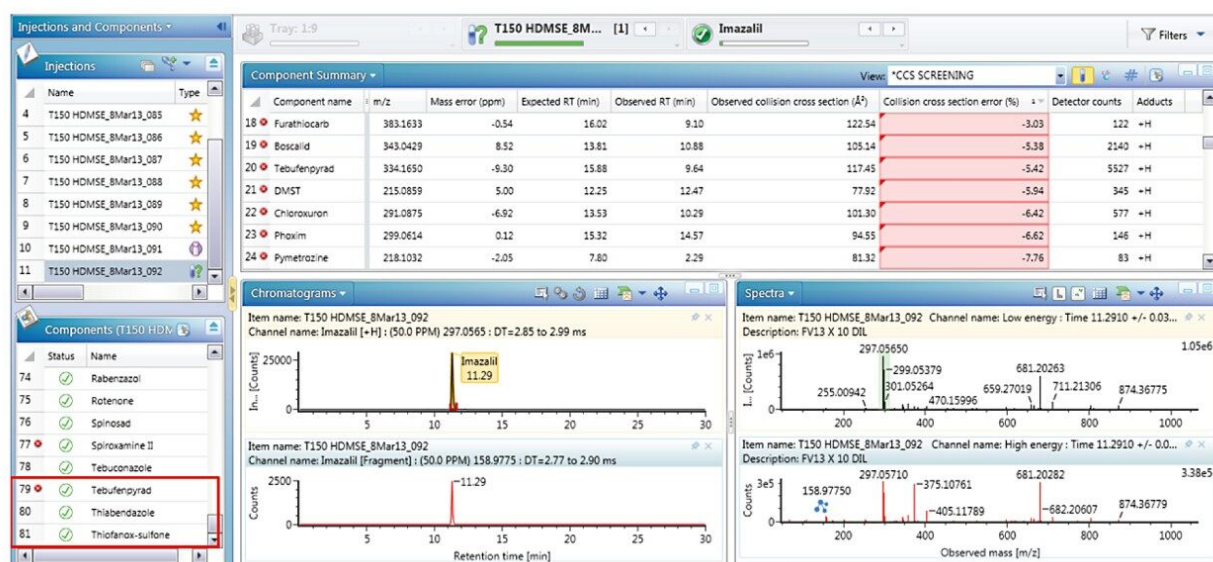 Injections and Components
Tray: 1:9
T150 HDMSE_8M... [1]
Imazalil
Filters
Injections
Name Type
4 T150 HDMSE_8Mar13_085
5 T150 HDMSE_8Mar13_086
6 T150 HDMSE_8Mar13_087
7 T150 HDMSE_8Mar13_088
8 T150 HDMSE_8Mar13_089
9 T150 HDMSE_8Mar13_090
10 T150 HDMSE_8Mar13_091
11 T150 HDMSE_8Mar13_092
Components (T150 HDM
Status Name
74 Rabenzazol
75 Rotenone
76 Spinosad
77 Spiroxamine II
78 Tebuconazole
79 Tebufenpyrad
80 Thiabendazole
81 Thiofanox-sulfone
Component Summary
View: *CCS SCREENING
Component name m/z Mass error (ppm) Expected RT (min) Observed RT (min) Observed collision cross section (Å²) Collision cross section error (%) Detector counts Adducts
18 Furathiocarb 383.1633 -0.54 16.02 9.10 122.54 -3.03 122 +H
19 Boscalid 343.0429 8.52 13.81 10.88 105.14 -5.38 2140 +H
20 Tebufenpyrad 334.1650 -9.30 15.88 9.64 117.45 -5.42 5527 +H
21 DMST 215.0859 5.00 12.25 12.47 77.92 -5.94 345 +H
22 Chloroxuron 291.0875 -6.92 13.53 10.29 101.30 -6.42 577 +H
23 Phoxim 299.0614 0.12 15.32 14.57 94.55 -6.62 146 +H
24 Pymetrozine 218.1032 -2.05 7.80 2.29 81.32 -7.76 83 +H
Chromatograms
Item name: T150 HDMSE_8Mar13_092
Channel name: Imazalil [+H] : (50.0 PPM) 297.0565 : DT=2.85 to 2.99 ms
In... [Counts]
25000
0
Imazalil
11.29
5 10 15 20 25 30
Item name: T150 HDMSE_8Mar13_092
Channel name: Imazalil [Fragment] : (50.0 PPM) 158.9775 : DT=2.77 to 2.90 ms
Counts
2500
0
11.29
5 10 15 20 25 30
Retention time [min]
Spectra
Item name: T150 HDMSE_8Mar13_092 Channel name: Low energy : Time 11.2910 +/- 0.03...
Description: FV13 X 10 DIL
1.05e6
I... [Counts]
1e6
0
297.05650
299.05379
301.05264
255.00942
470.15996
659.27019
681.20263
711.21306
874.36775
200 400 600 800 1000
Item name: T150 HDMSE_8Mar13_092 Channel name: High energy : Time 11.2910 +/- 0.0...
Description: FV13 X 10 DIL
3.38e5
Counts
3e5
0
158.97750
297.05710
375.10761
405.11789
681.20282
682.20607
874.36779
200 400 600 800 1000
Observed mass [m/z]